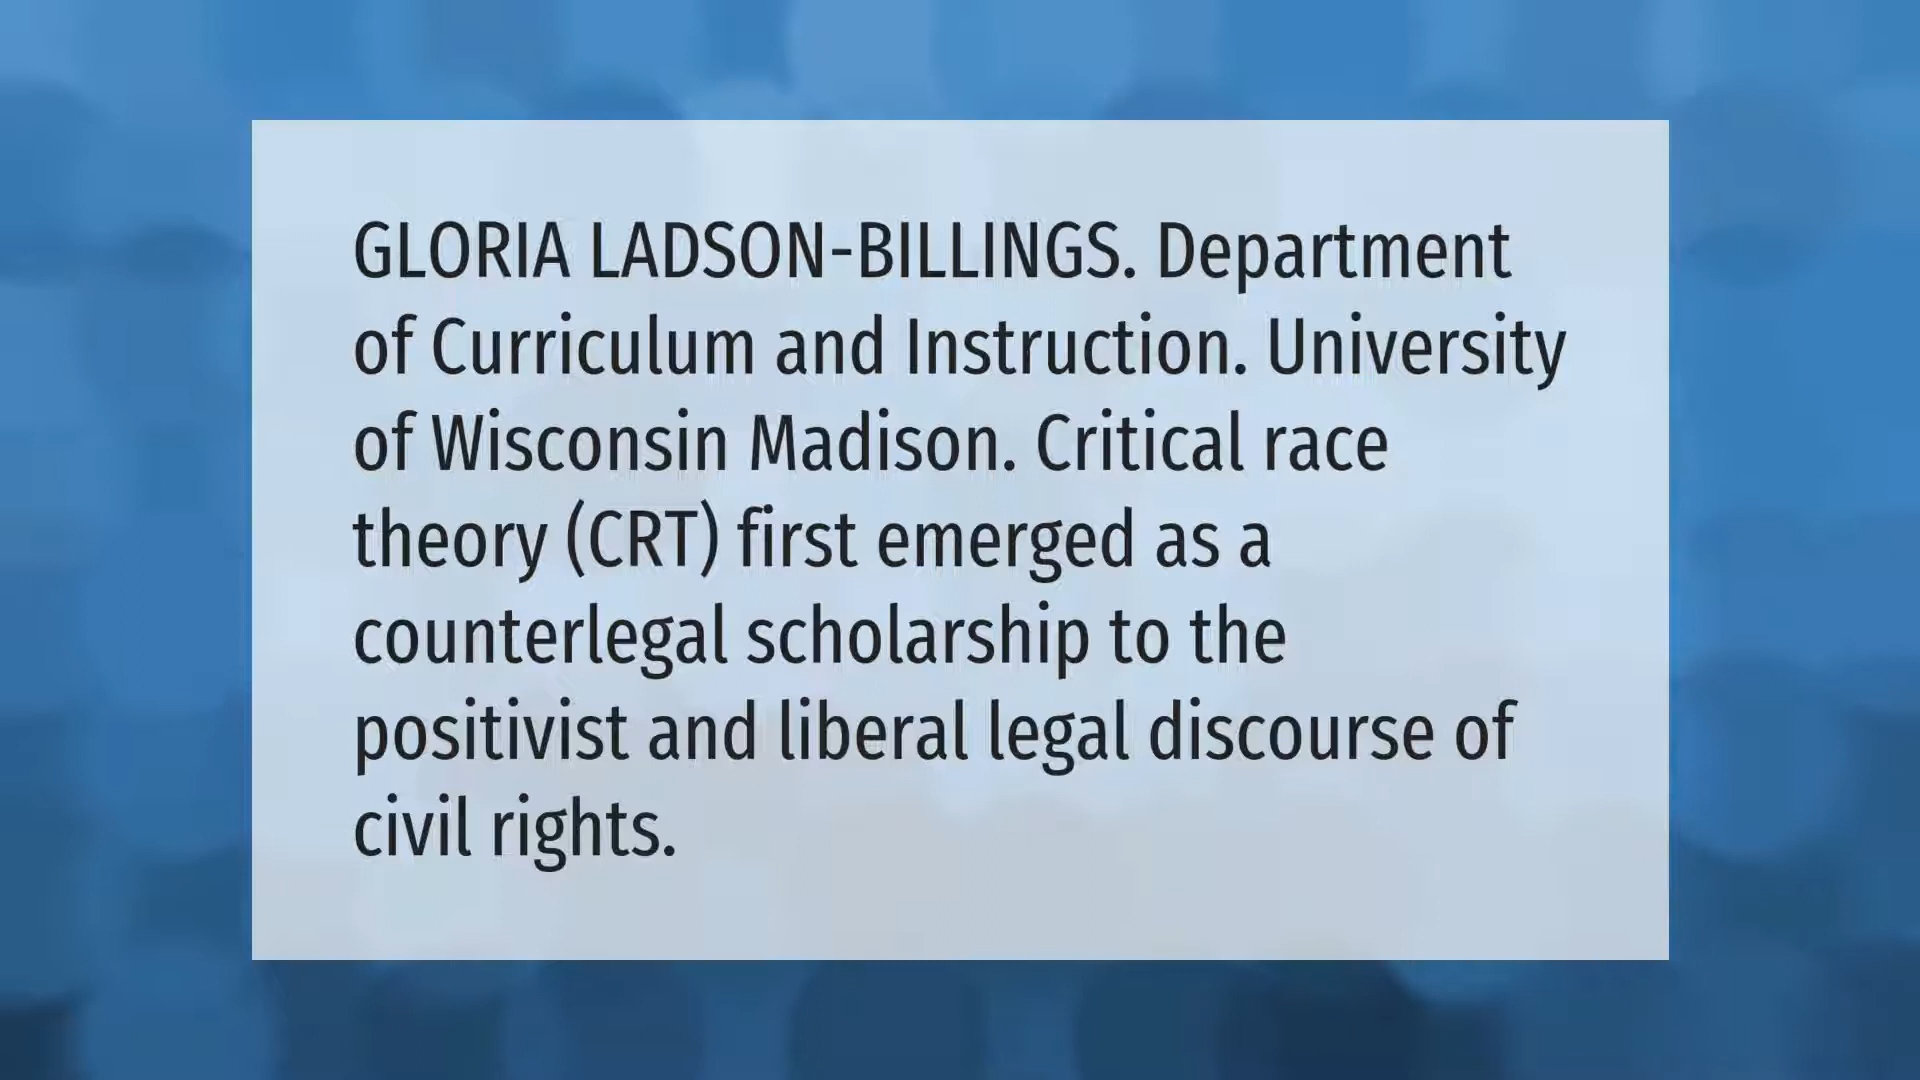 GLORIA LADSON-BILLINGS. Department
of Curriculum and Instruction. University
of Wisconsin Madison. Critical race
theory (CRT) first emerged as a
counterlegal scholarship to the
positivist and liberal legal discourse of
civil rights.